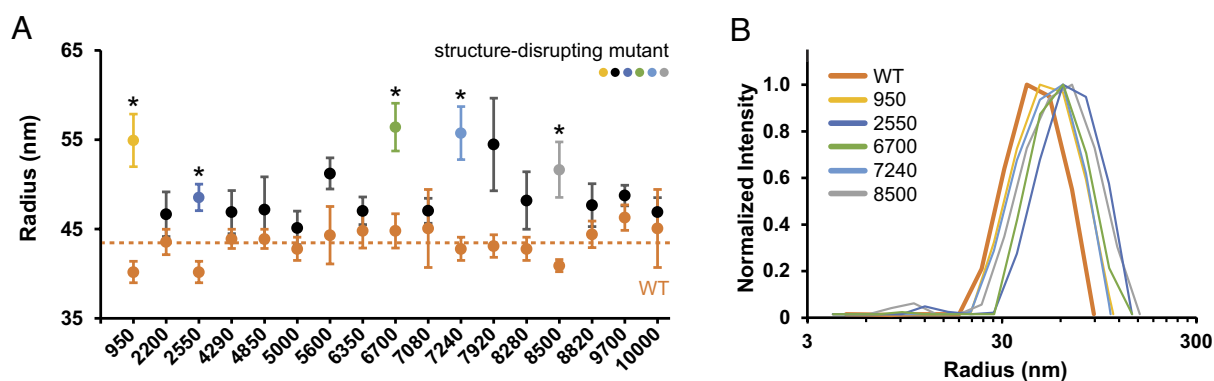 A
structure-disrupting mutant
Radius (nm)
65
* * * * *
55
45
35
WT
950 2200 2550 4290 4850 5000 5600 6350 6700 7080 7240 7920 8280 8500 8820 9700 10000
B
Normalized Intensity
1.0
0.8
0.6
0.4
0.2
0
WT
950
2550
6700
7240
8500
3 30 300
Radius (nm)